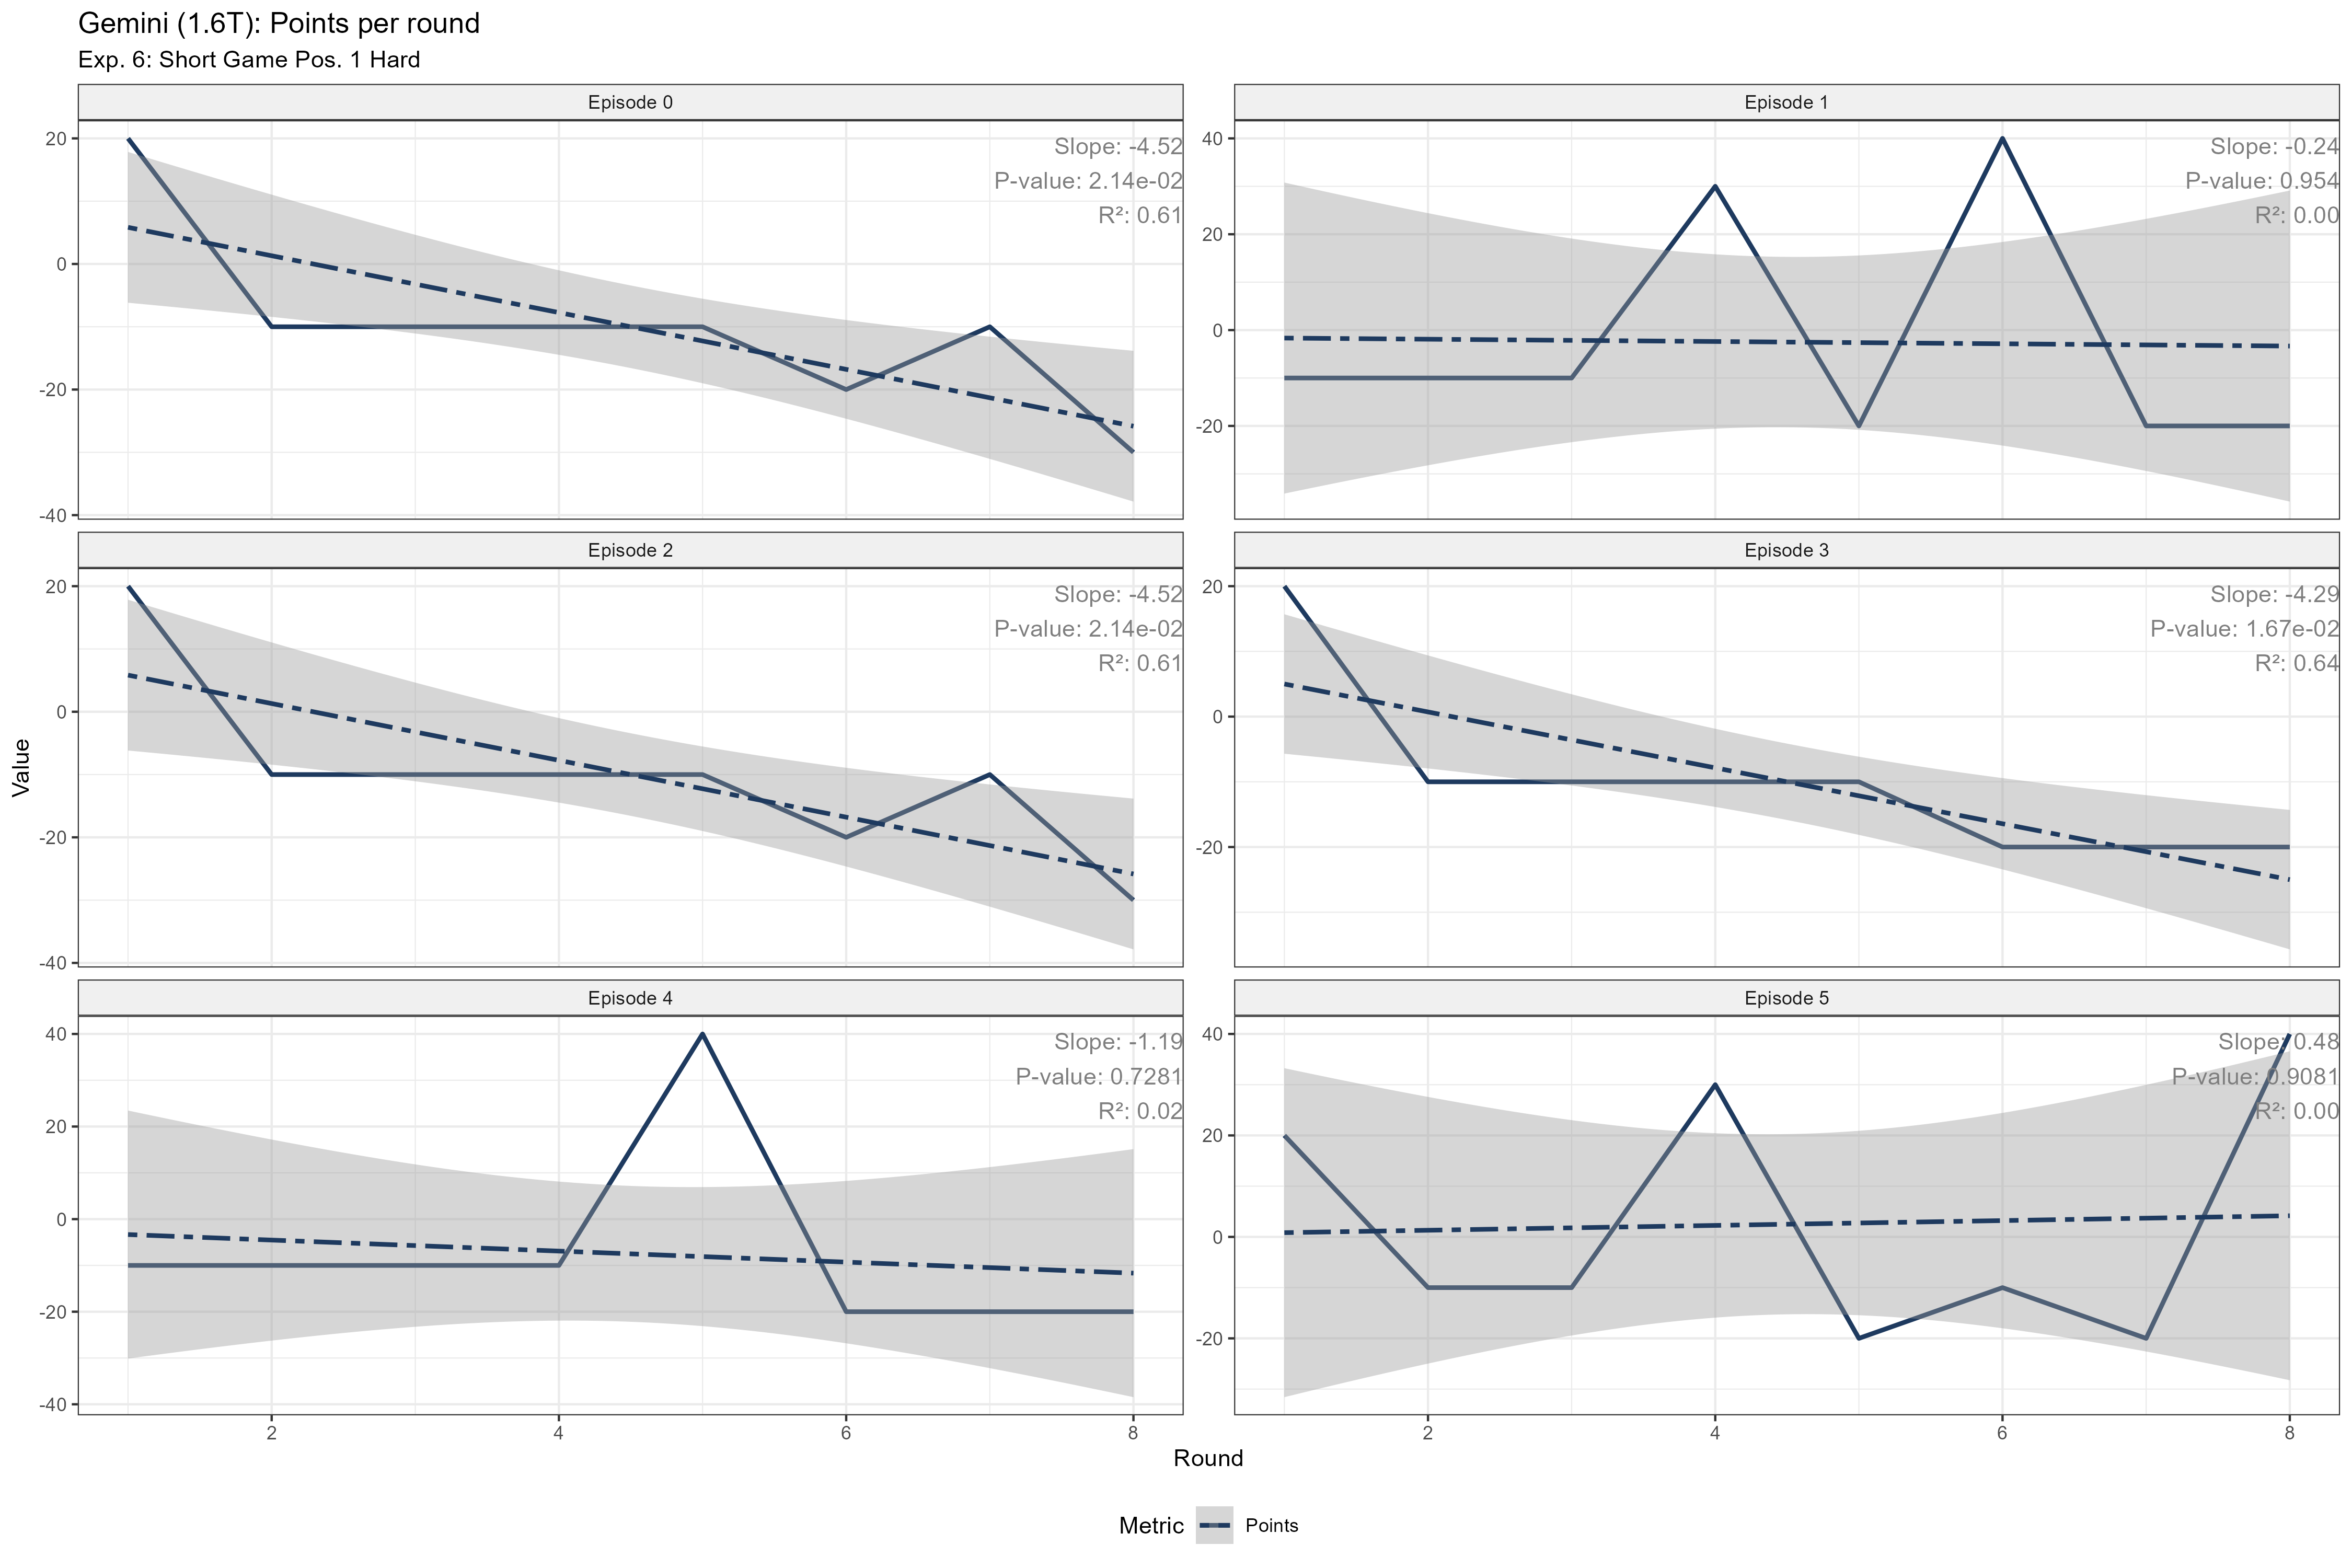 Gemini (1.6T): Points per round
Exp. 6: Short Game Pos. 1 Hard
Episode 0
Episode 1
20
0
-20
-40
Slope: -4.52
P-value: 2.14e-02
R²: 0.61
40
20
0
-20
Slope: -0.24
P-value: 0.954
R²: 0.00
Episode 2
Episode 3
20
0
-20
-40
Slope: -4.52
P-value: 2.14e-02
R²: 0.61
20
0
-20
Slope: -4.29
P-value: 1.67e-02
R²: 0.64
Episode 4
Episode 5
40
20
0
-20
-40
Slope: -1.19
P-value: 0.7281
R²: 0.02
40
20
0
-20
Slope: 0.48
P-value: 0.9081
R²: 0.00
2 4 6 8
2 4 6 8
Value
Round
Metric Points